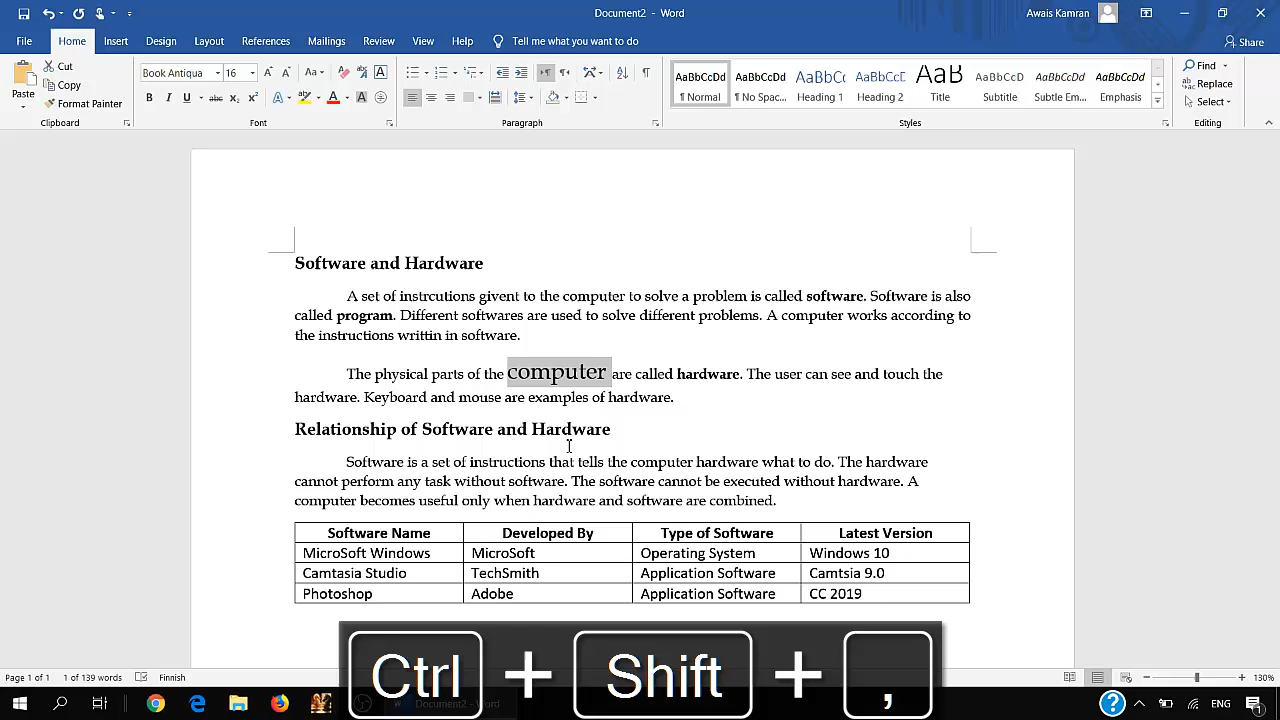 Document2 - Word
Awais Kamran
File Home Insert Design Layout References Mailings Review View Help Tell me what you want to do
Share
Paste
Cut
Copy
Format Painter
Book Antiqua 16
AaBbCcDd AaBbCcDd AaBbCc AaBbCcE AaB AaBbCcD AaBbCcDd AaBbCcDd
¶ Normal ¶ No Spac... Heading 1 Heading 2 Title Subtitle Subtle Em... Emphasis
Find
Replace
Select
Clipboard Font Paragraph Styles Editing
Software and Hardware
A set of instrcutions givent to the computer to solve a problem is called software. Software is also
called program. Different softwares are used to solve different problems. A computer works according to
the instructions writtin in software.
The physical parts of the computer are called hardware. The user can see and touch the
hardware. Keyboard and mouse are examples of hardware.
Relationship of Software and Hardware
Software is a set of instructions that tells the computer hardware what to do. The hardware
cannot perform any task without software. The software cannot be executed without hardware. A
computer becomes useful only when hardware and software are combined.
Software Name Developed By Type of Software Latest Version
MicroSoft Windows MicroSoft Operating System Windows 10
Camtasia Studio TechSmith Application Software Camtsia 9.0
Photoshop Adobe Application Software CC 2019
Ctrl + Shift + ,
Page 1 of 1 1 of 139 words Finnish 130%
Document2 - Word
ENG